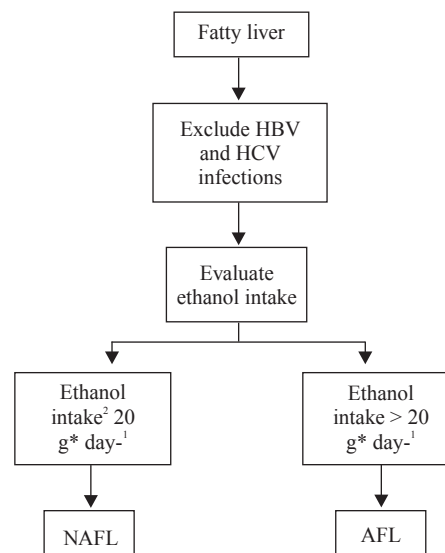 Fatty liver
Exclude HBV
and HCV
infections
Evaluate
ethanol intake
Ethanol
intake² 20
g* day-¹
Ethanol
intake > 20
g* day-¹
NAFL
AFL